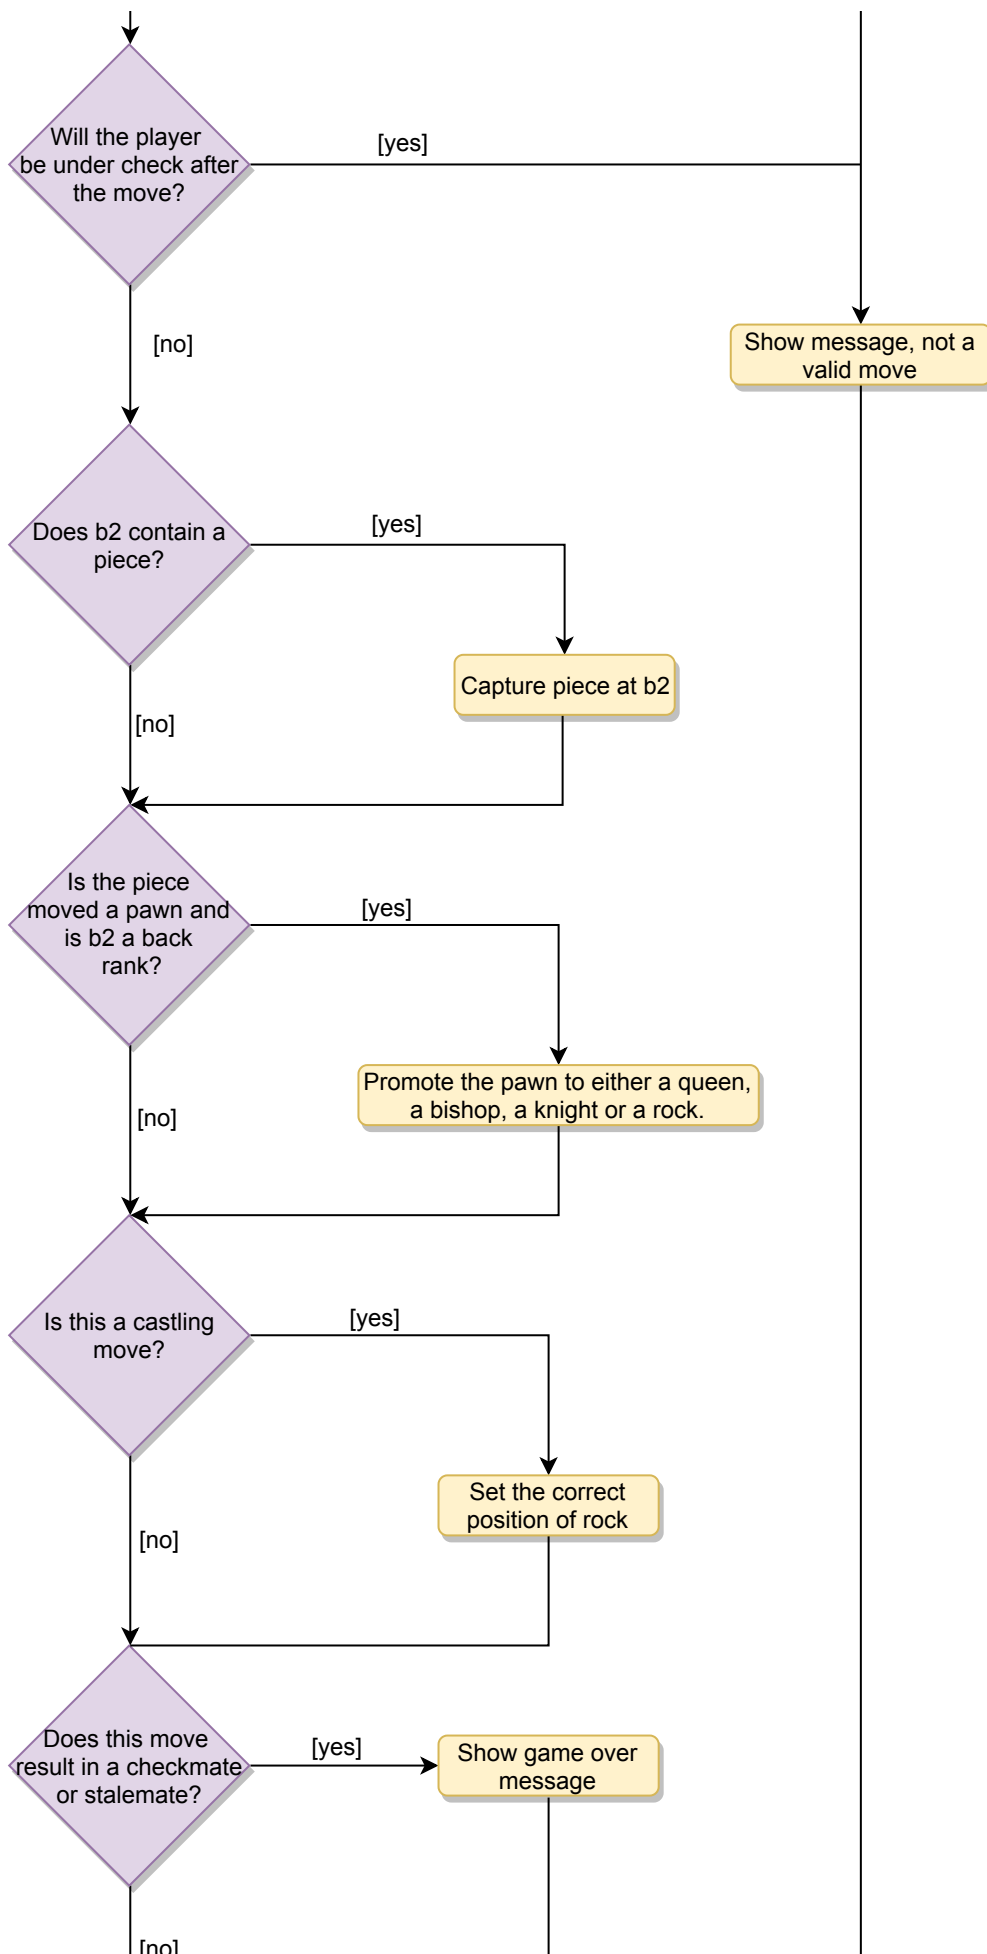 Will the player
be under check after
the move?
[yes]
[no]
Show message, not a
valid move
Does b2 contain a
piece?
[yes]
Capture piece at b2
[no]
Is the piece
moved a pawn and
is b2 a back
rank?
[yes]
Promote the pawn to either a queen,
a bishop, a knight or a rock.
[no]
Is this a castling
move?
[yes]
Set the correct
position of rock
[no]
Does this move
result in a checkmate
or stalemate?
[yes]
Show game over
message
[no]